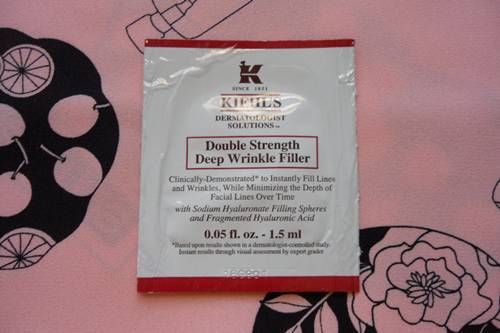 K
SINCE 1851
KIEHL'S
DERMATOLOGIST
SOLUTIONS™
Double Strength
Deep Wrinkle Filler
Clinically-Demonstrated* to Instantly Fill Lines
and Wrinkles, While Minimizing the Depth of
Facial Lines Over Time
with Sodium Hyaluronate Filling Spheres
and Fragmented Hyaluronic Acid
0.05 fl. oz. - 1.5 ml
*Based upon results shown in a dermatologist-controlled study.
Instant results through visual assessment by expert grader.